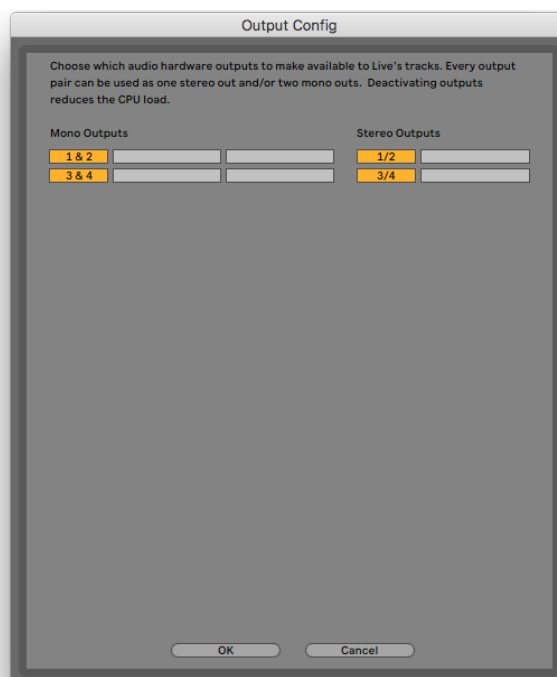 Output Config
Choose which audio hardware outputs to make available to Live's tracks. Every output
pair can be used as one stereo out and/or two mono outs. Deactivating outputs
reduces the CPU load.
Mono Outputs
Stereo Outputs
1 & 2
1/2
3 & 4
3/4
OK
Cancel